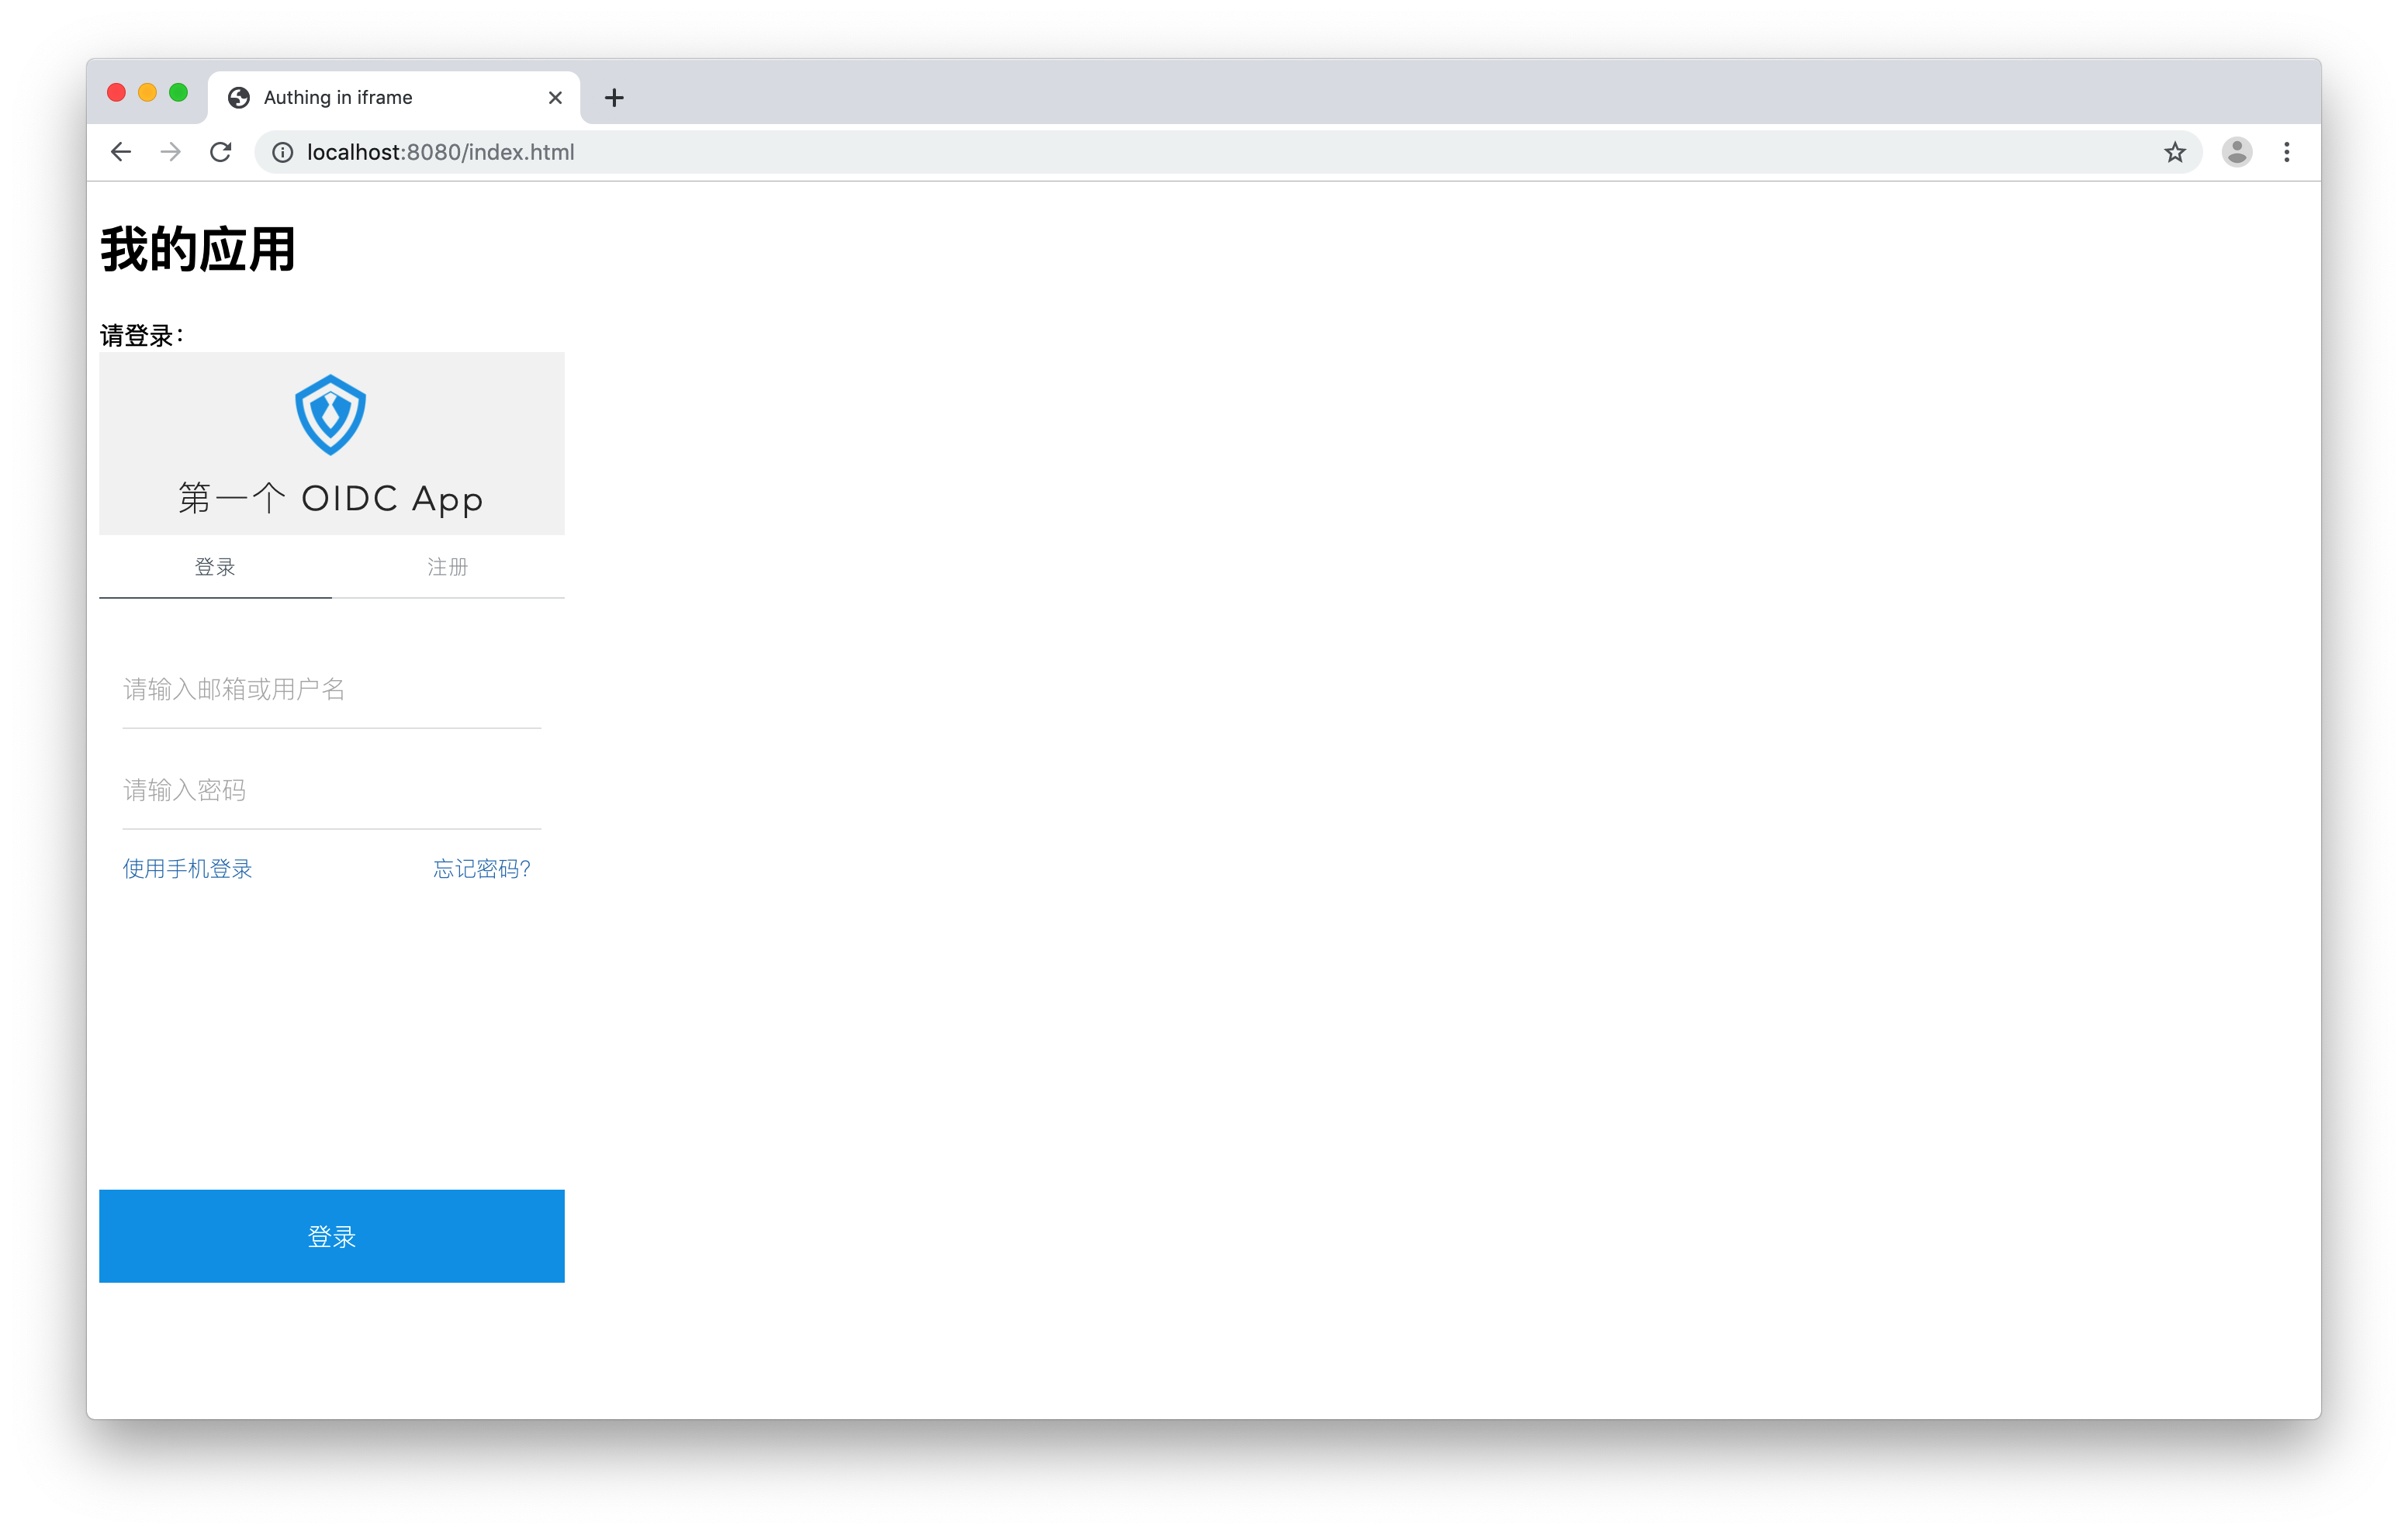 Authing in iframe
localhost:8080/index.html
我的应用
请登录：
第一个 OIDC App
登录 注册
请输入邮箱或用户名
请输入密码
使用手机登录 忘记密码？
登录